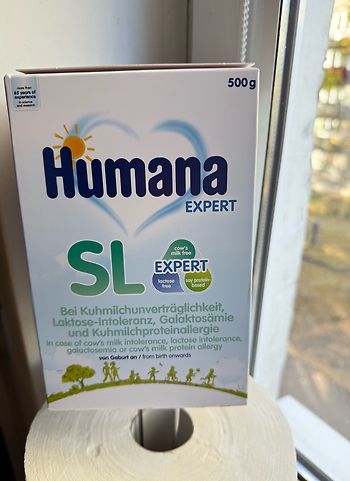 more than
65 years of
experience
in science
and research
500g
Humana
EXPERT
SL
cow's
milk free
EXPERT
lactose
free
soy protein-
based
Bei Kuhmilchunverträglichkeit,
Laktose-Intoleranz, Galaktosämie
und Kuhmilchproteinallergie
in case of cow's milk intolerance, lactose intolerance,
galactosemia or cow's milk protein allergy
von Geburt an / from birth onwards